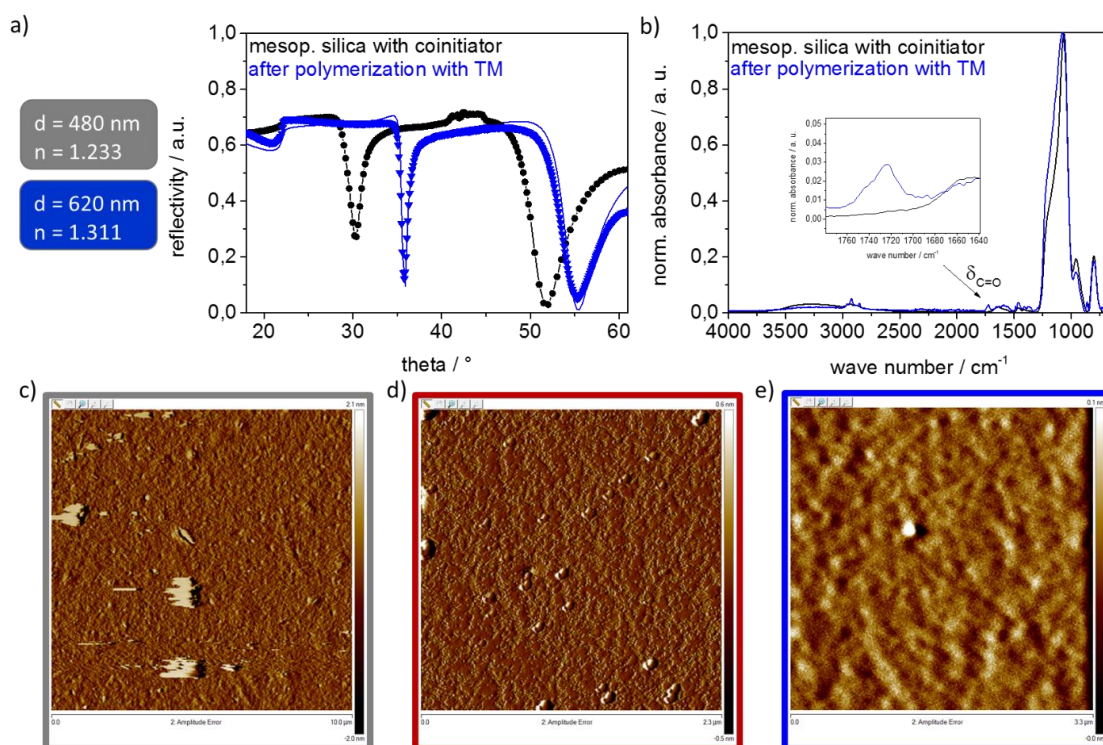 a)
d = 480 nm
n = 1.233
d = 620 nm
n = 1.311
mesop. silica with coinitiator
after polymerization with TM
reflectivity / a.u.
1,0
0,8
0,6
0,4
0,2
0,0
20
30
40
50
60
theta / °
b)
mesop. silica with coinitiator
after polymerization with TM
norm. absorbance / a. u.
1,0
0,8
0,6
0,4
0,2
0,0
norm. absorbance / a. u.
0,05
0,04
0,03
0,02
0,01
0,00
1760
1740
1720
1700
1680
1660
1640
wave number / cm-1
δC=O
4000
3500
3000
2500
2000
1500
1000
wave number / cm-1
c)
2.1 nm
-2.0 nm
0.0
2: Amplitude Error
10.0 µm
d)
0.6 nm
-0.5 nm
0.0
2: Amplitude Error
2.3 µm
e)
0.1 nm
-0.0 nm
0.0
2: Amplitude Error
3.3 µm